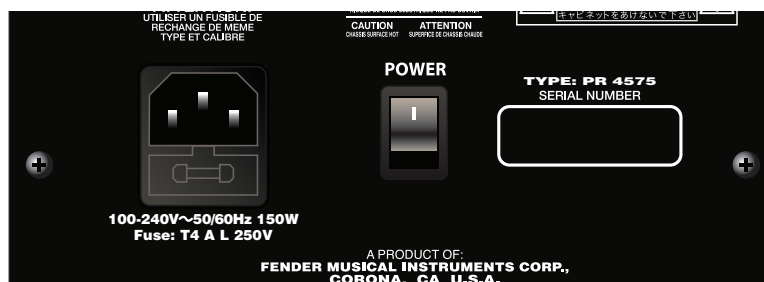 UTILISER UN FUSIBLE DE
RECHANGE DE MEME
TYPE ET CALIBRE
CAUTION
CHASSIS SURFACE HOT
ATTENTION
SUPERFICE DE CHASSIS CHAUDE
キャビネットをあけないで下さい
POWER
TYPE: PR 4575
SERIAL NUMBER
100-240V～50/60Hz 150W
Fuse: T4 A L 250V
A PRODUCT OF:
FENDER MUSICAL INSTRUMENTS CORP.,
CORONA, CA U.S.A.